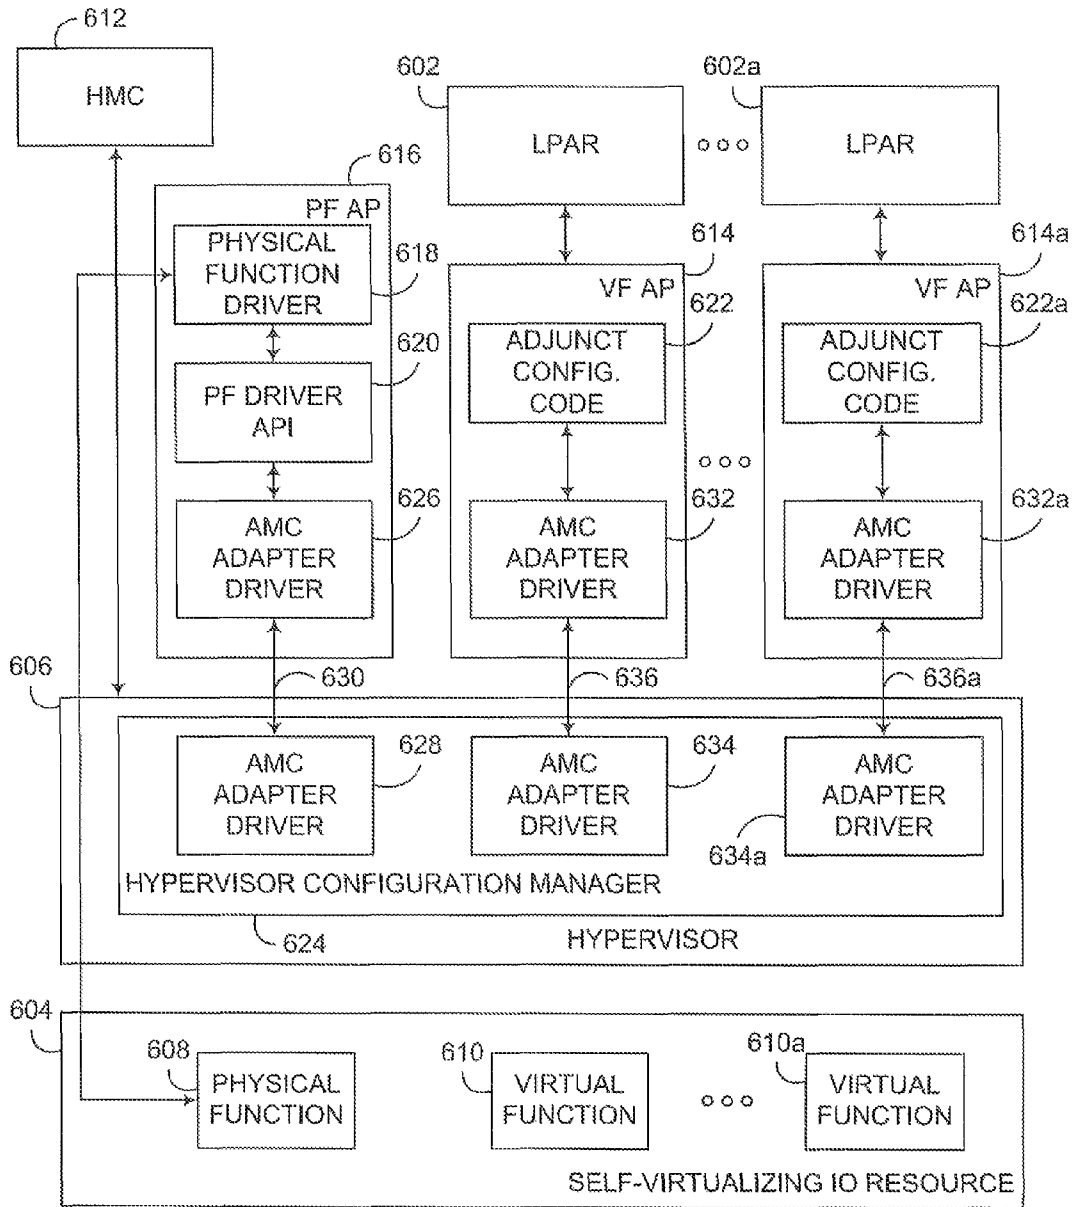 612
HMC
602
LPAR
602a
LPAR
616
PF AP
PHYSICAL
FUNCTION
DRIVER
618
620
PF DRIVER
API
626
AMC
ADAPTER
DRIVER
614
VF AP
622
ADJUNCT
CONFIG.
CODE
632
AMC
ADAPTER
DRIVER
614a
VF AP
622a
ADJUNCT
CONFIG.
CODE
632a
AMC
ADAPTER
DRIVER
606
630
636
636a
AMC
ADAPTER
DRIVER
628
AMC
ADAPTER
DRIVER
634
AMC
ADAPTER
DRIVER
634a
HYPERVISOR CONFIGURATION MANAGER
624
HYPERVISOR
604
608
PHYSICAL
FUNCTION
610
VIRTUAL
FUNCTION
610a
VIRTUAL
FUNCTION
SELF-VIRTUALIZING IO RESOURCE